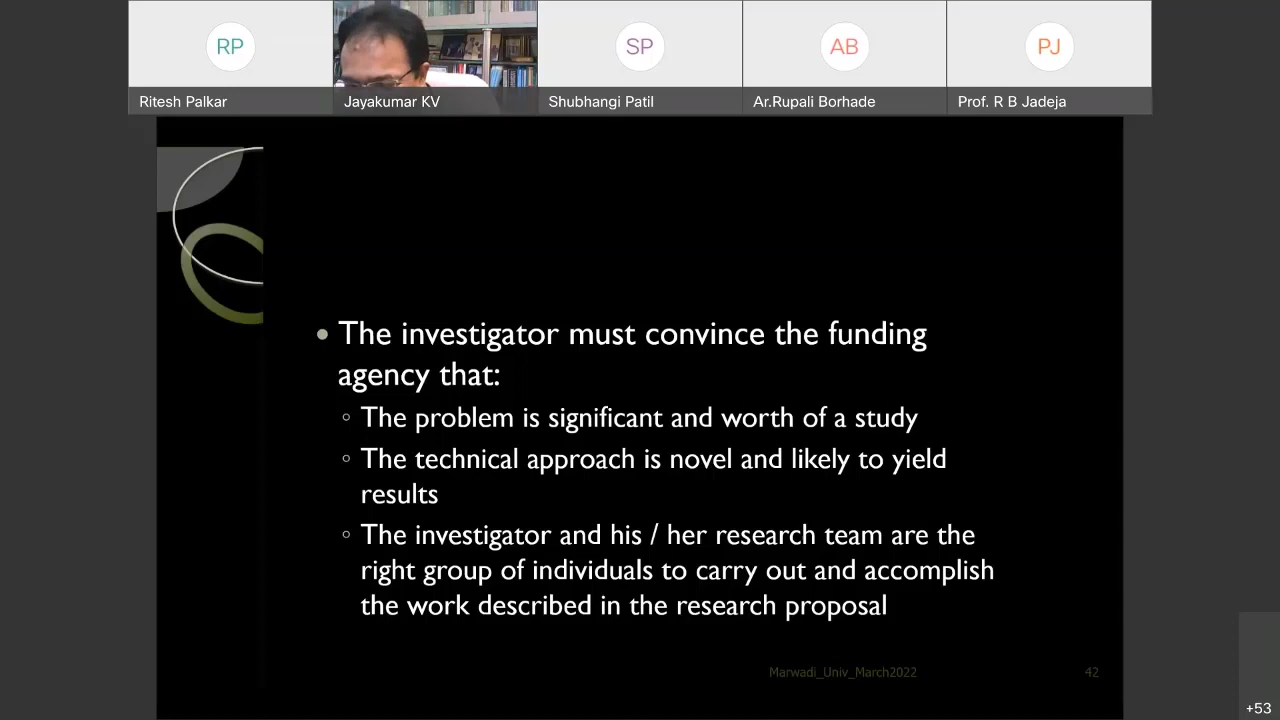 RP
SP
AB
PJ
Ritesh Palkar
Jayakumar KV
Shubhangi Patil
Ar.Rupali Borhade
Prof. R B Jadeja
• The investigator must convince the funding
agency that:
◦ The problem is significant and worth of a study
◦ The technical approach is novel and likely to yield
results
◦ The investigator and his / her research team are the
right group of individuals to carry out and accomplish
the work described in the research proposal
Marwadi_Univ_March2022
42
+53